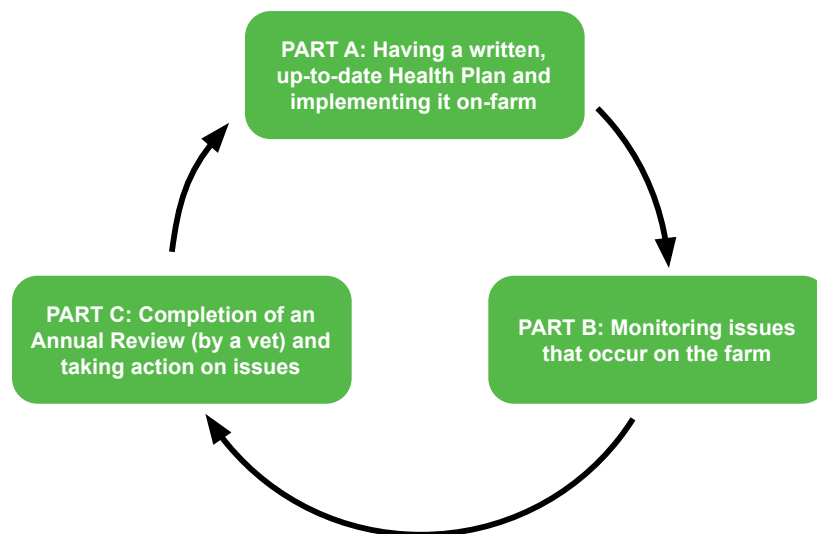 PART A: Having a written,
up-to-date Health Plan and
implementing it on-farm
PART B: Monitoring issues
that occur on the farm
PART C: Completion of an
Annual Review (by a vet) and
taking action on issues